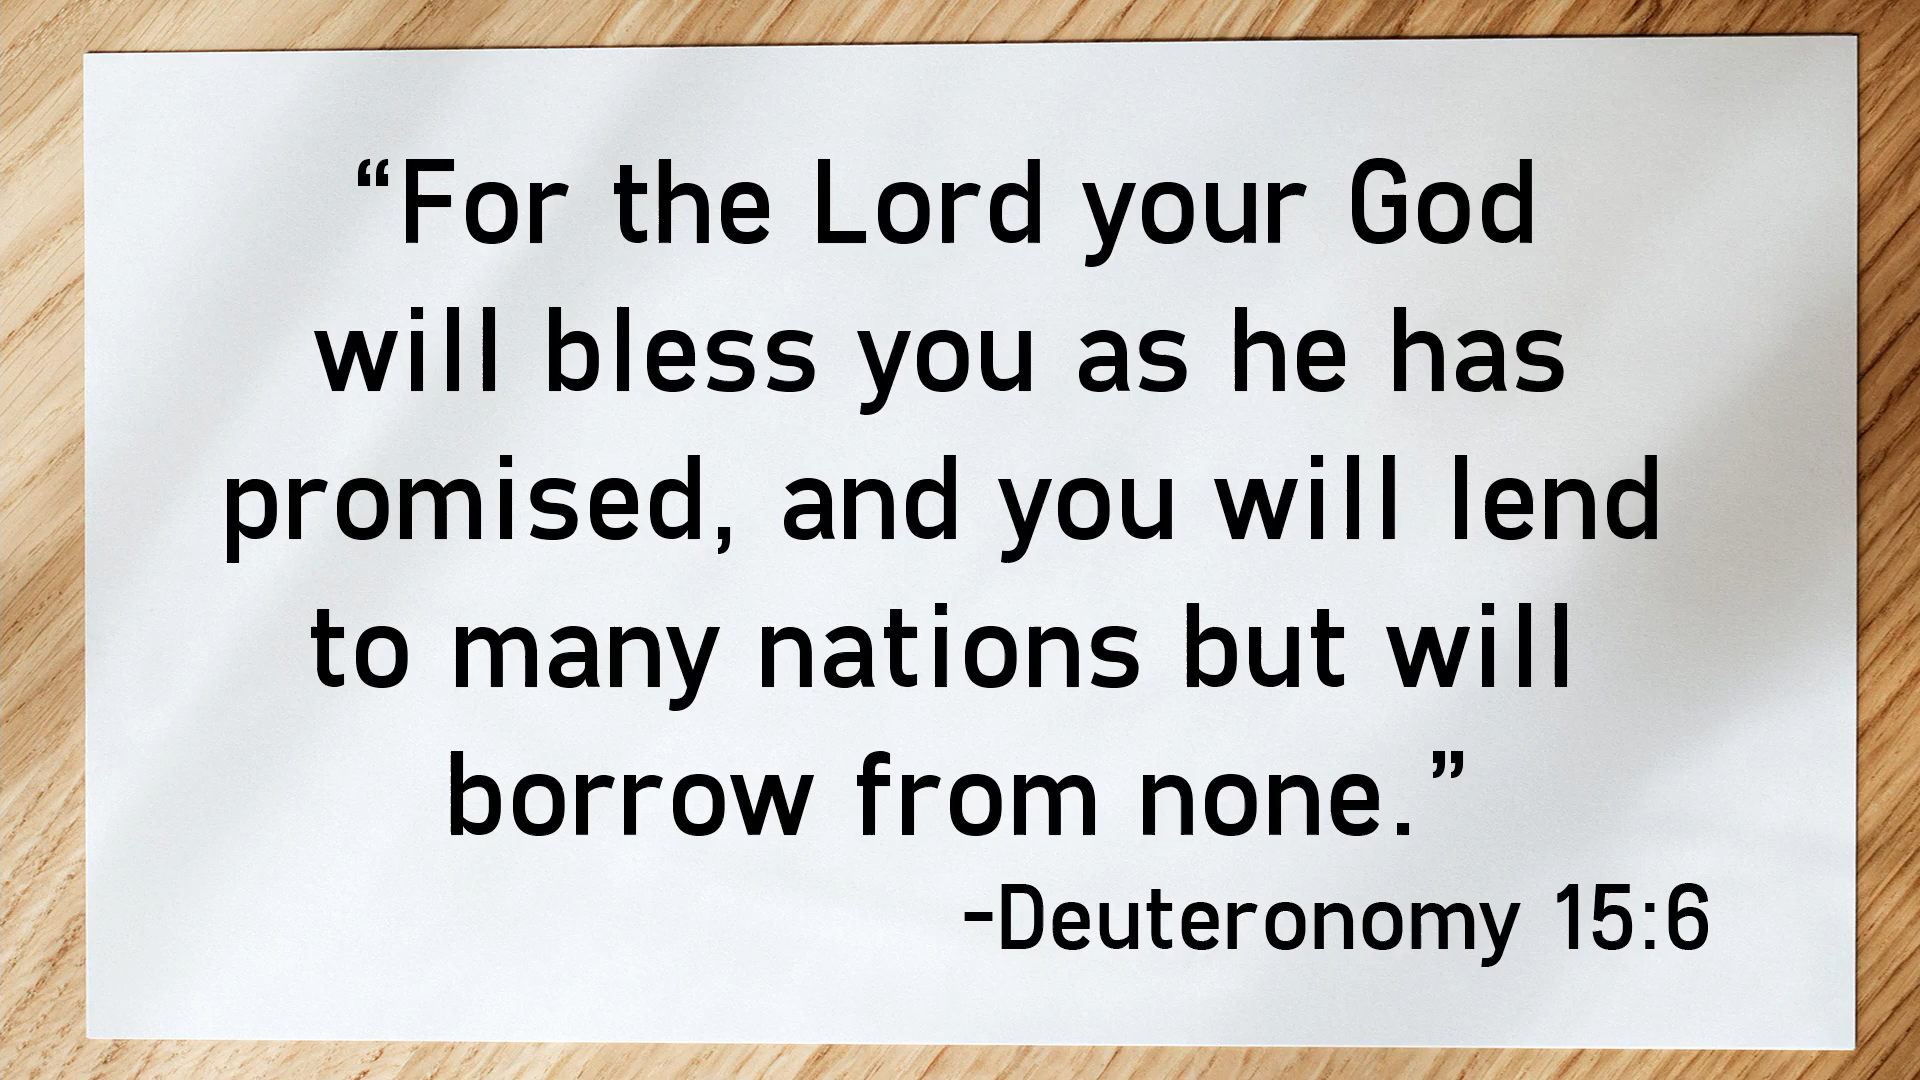 “For the Lord your God
will bless you as he has
promised, and you will lend
to many nations but will
borrow from none.”
-Deuteronomy 15:6